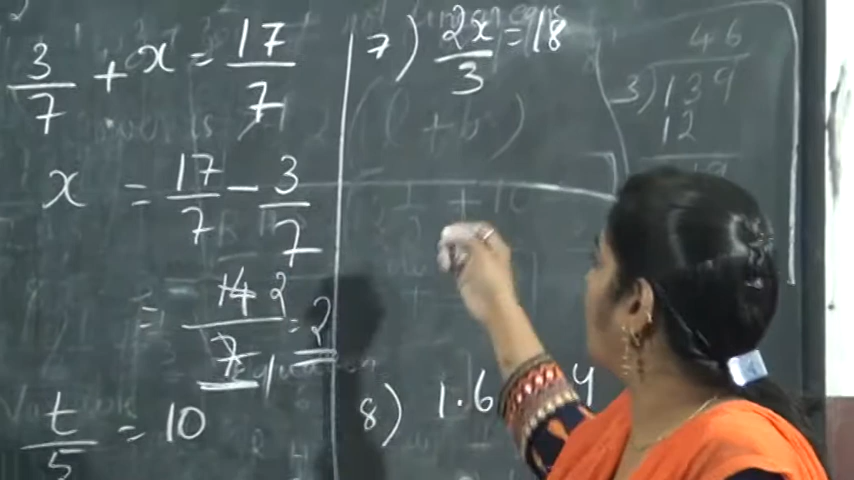 3/7 + x = 17/7
x = 17/7 - 3/7
= 14/7 2 = 2
t/5 = 10
7) 2x/3 = 18
8) 1.6
y
46
3) 139
12
19